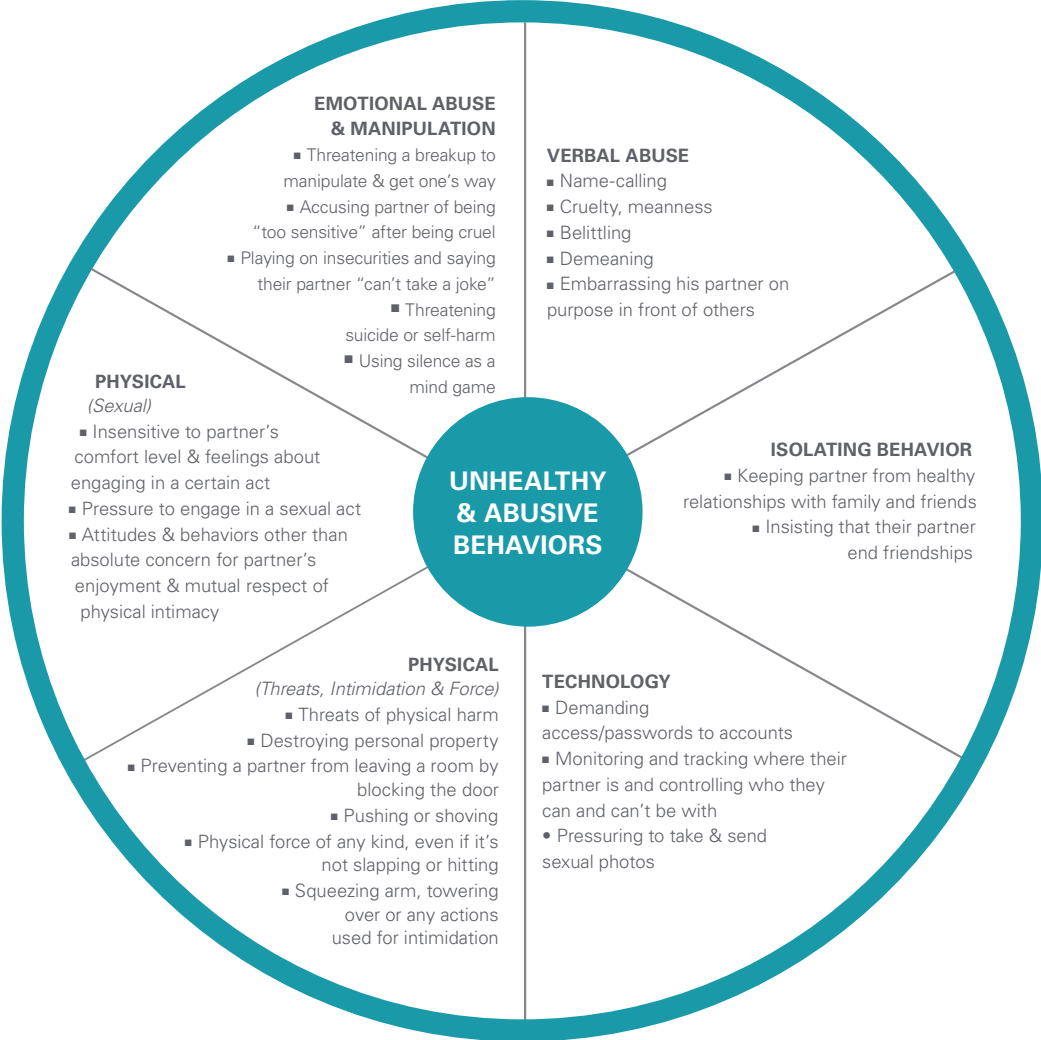 EMOTIONAL ABUSE
& MANIPULATION
▪ Threatening a breakup to
manipulate & get one’s way
▪ Accusing partner of being
“too sensitive” after being cruel
▪ Playing on insecurities and saying
their partner “can’t take a joke”
▪ Threatening
suicide or self-harm
▪ Using silence as a
mind game
VERBAL ABUSE
▪ Name-calling
▪ Cruelty, meanness
▪ Belittling
▪ Demeaning
▪ Embarrassing his partner on
purpose in front of others
PHYSICAL
(Sexual)
▪ Insensitive to partner’s
comfort level & feelings about
engaging in a certain act
▪ Pressure to engage in a sexual act
▪ Attitudes & behaviors other than
absolute concern for partner’s
enjoyment & mutual respect of
physical intimacy
UNHEALTHY
& ABUSIVE
BEHAVIORS
ISOLATING BEHAVIOR
▪ Keeping partner from healthy
relationships with family and friends
▪ Insisting that their partner
end friendships
PHYSICAL
(Threats, Intimidation & Force)
▪ Threats of physical harm
▪ Destroying personal property
▪ Preventing a partner from leaving a room by
blocking the door
▪ Pushing or shoving
▪ Physical force of any kind, even if it’s
not slapping or hitting
▪ Squeezing arm, towering
over or any actions
used for intimidation
TECHNOLOGY
▪ Demanding
access/passwords to accounts
▪ Monitoring and tracking where their
partner is and controlling who they
can and can’t be with
• Pressuring to take & send
sexual photos